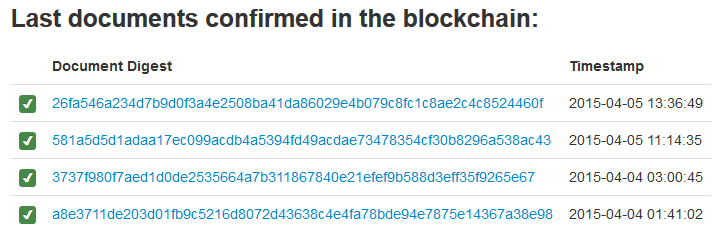 Last documents confirmed in the blockchain:
Document Digest Timestamp
26fa546a234d7b9d0f3a4e2508ba41da86029e4b079c8fc1c8ae2c4c8524460f 2015-04-05 13:36:49
581a5d5d1adaa17ec099acdb4a5394fd49acdae73478354cf30b8296a538ac43 2015-04-05 11:14:35
3737f980f7aed1d0de2535664a7b311867840e21efef9b588d3eff35f9265e67 2015-04-04 03:00:45
a8e3711de203d01fb9c5216d8072d43638c4e4fa78bde94e7875e14367a38e98 2015-04-04 01:41:02